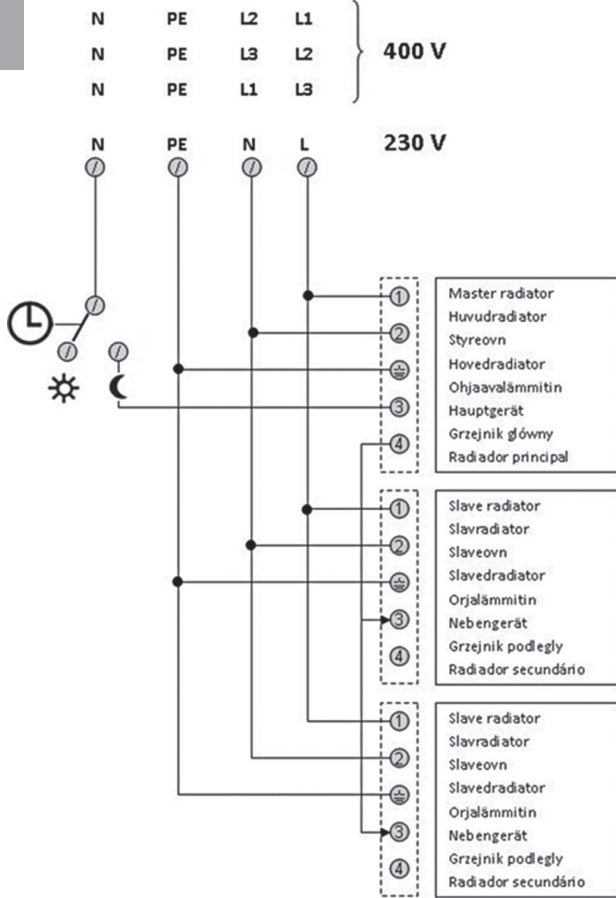 N PE L2 L1
N PE L3 L2
N PE L1 L3
400 V
N PE N L
230 V
1
2
3
4
Master radiator
Huvudradiator
Styreovn
Hovedradiator
Ohjaavalämmitin
Hauptgerät
Grzejnik główny
Radiador principal
1
2
3
4
Slave radiator
Slavradiator
Slaveovn
Slavedradiator
Orjalämmitin
Nebengerät
Grzejnik podlegly
Radiador secundário
1
2
3
4
Slave radiator
Slavradiator
Slaveovn
Slavedradiator
Orjalämmitin
Nebengerät
Grzejnik podlegly
Radiador secundário